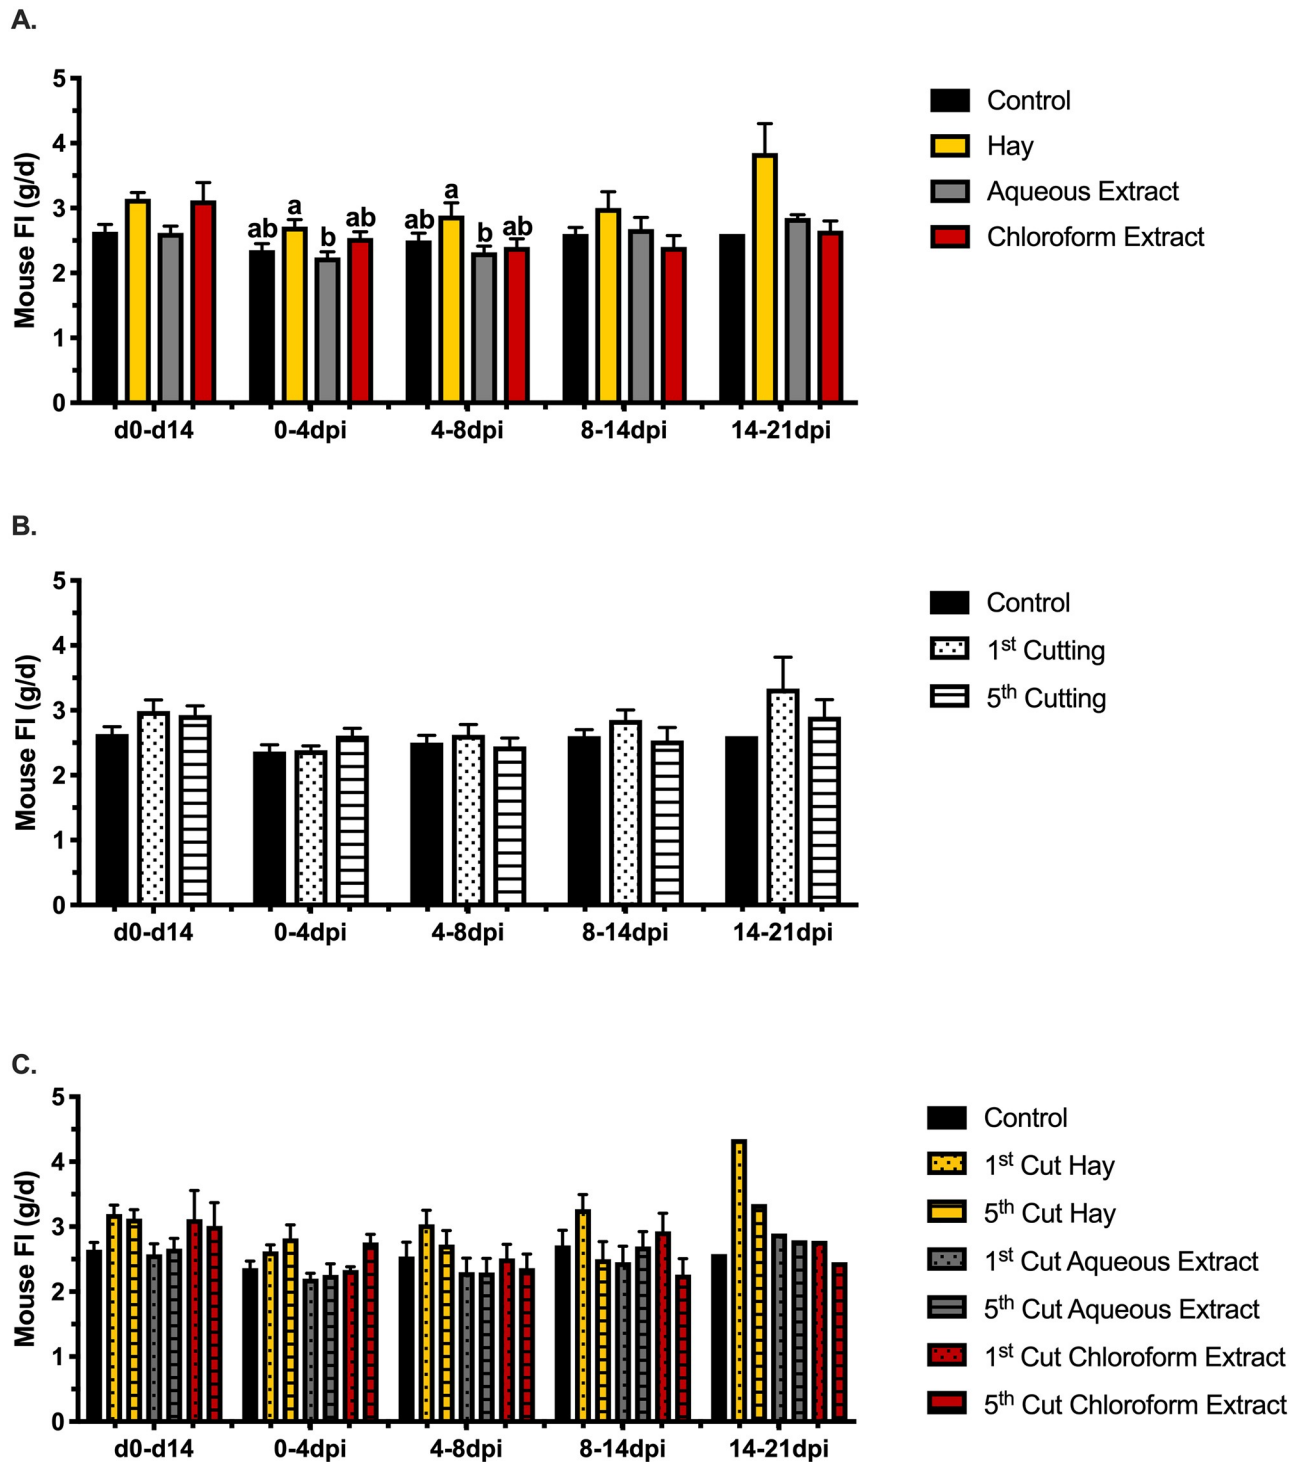 A.
Mouse FI (g/d)
5
4
3
2
1
0
ab a b ab
ab a b ab
d0-d14 0-4dpi 4-8dpi 8-14dpi 14-21dpi
Control
Hay
Aqueous Extract
Chloroform Extract
B.
Mouse FI (g/d)
5
4
3
2
1
0
d0-d14 0-4dpi 4-8dpi 8-14dpi 14-21dpi
Control
1st Cutting
5th Cutting
C.
Mouse FI (g/d)
5
4
3
2
1
0
d0-d14 0-4dpi 4-8dpi 8-14dpi 14-21dpi
Control
1st Cut Hay
5th Cut Hay
1st Cut Aqueous Extract
5th Cut Aqueous Extract
1st Cut Chloroform Extract
5th Cut Chloroform Extract